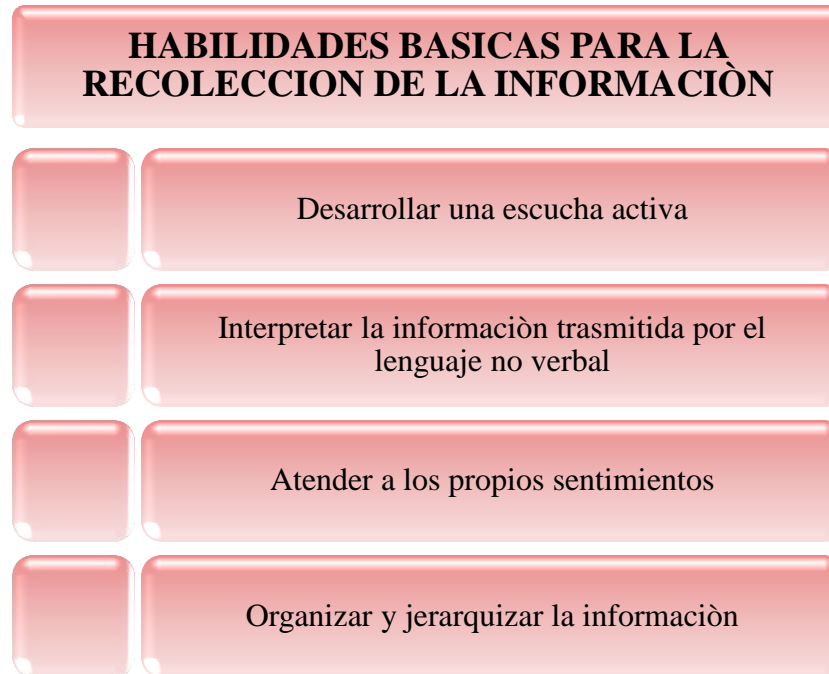 HABILIDADES BASICAS PARA LA
RECOLECCION DE LA INFORMACIÒN
Desarrollar una escucha activa
Interpretar la informaciòn trasmitida por el
lenguaje no verbal
Atender a los propios sentimientos
Organizar y jerarquizar la informaciòn